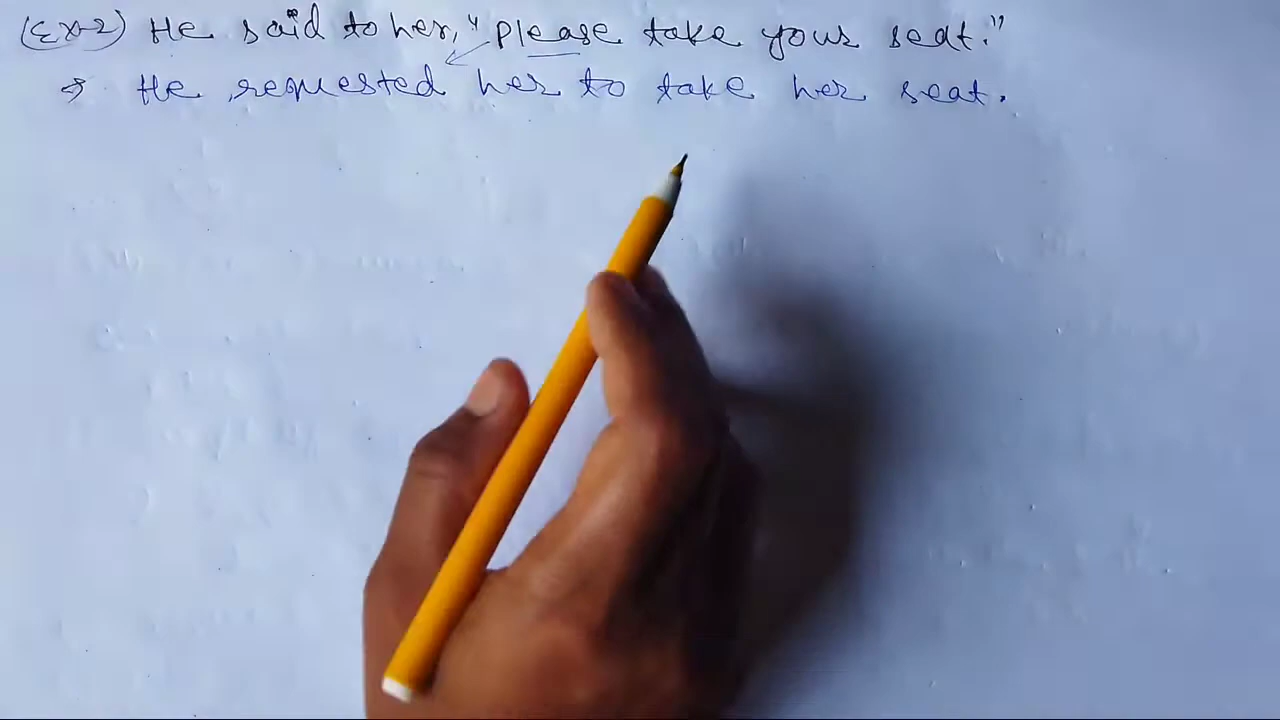 (Ex-2) He said to her, "please take your seat."
⇒ He requested her to take her seat.